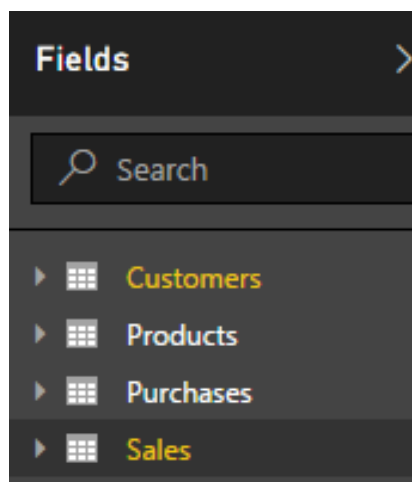 Fields
Search
Customers
Products
Purchases
Sales